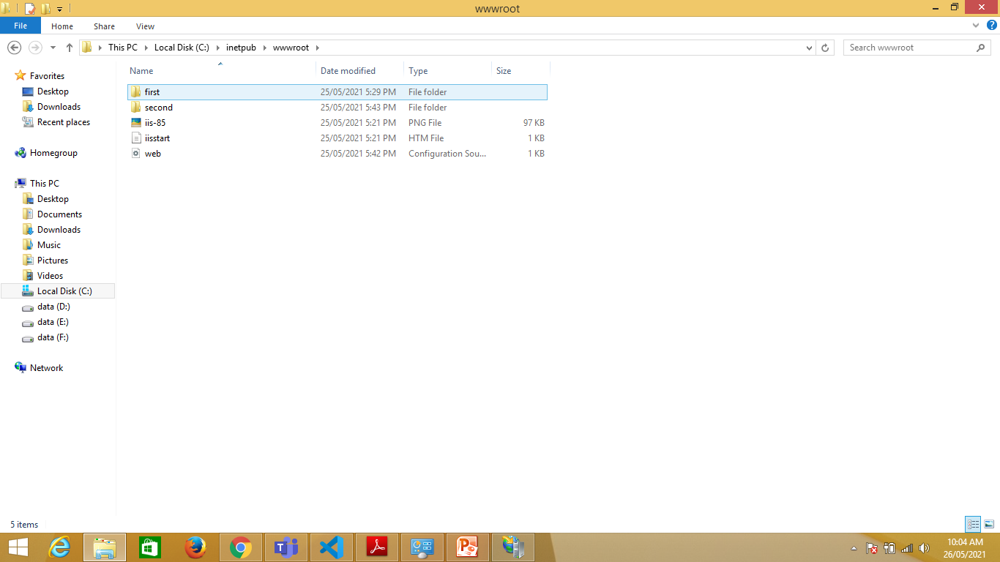 wwwroot
File Home Share View
This PC Local Disk (C:) inetpub wwwroot Search wwwroot
Name Date modified Type Size
Favorites
Desktop
Downloads
Recent places
Homegroup
This PC
Desktop
Documents
Downloads
Music
Pictures
Videos
Local Disk (C:)
data (D:)
data (E:)
data (F:)
Network
first 25/05/2021 5:29 PM File folder
second 25/05/2021 5:43 PM File folder
iis-85 25/05/2021 5:21 PM PNG File 97 KB
iisstart 25/05/2021 5:21 PM HTM File 1 KB
web 25/05/2021 5:42 PM Configuration Sou... 1 KB
5 items
10:04 AM
26/05/2021